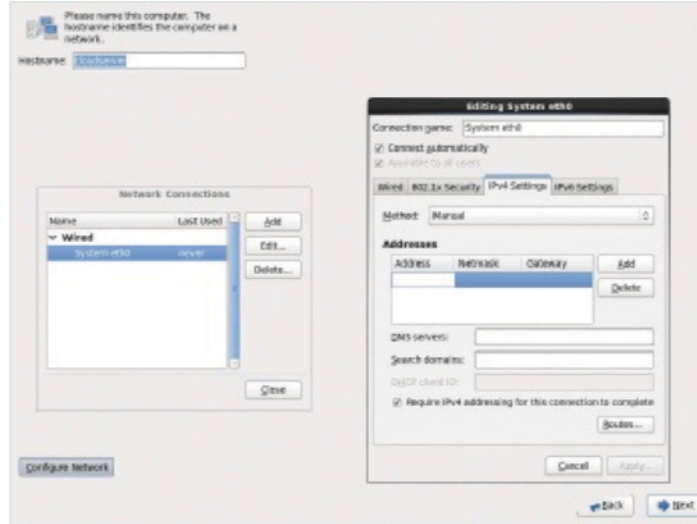 Please name this computer. The
hostname identifies the computer on a
network.
Hostname: cloudserver
Editing System eth0
Connection name: System eth0
Connect automatically
Available to all users
Wired 802.1x Security IPv4 Settings IPv6 Settings
Method: Manual
Addresses
Address Netmask Gateway
Add
Delete
DNS servers:
Search domains:
DHCP client ID:
Require IPv4 addressing for this connection to complete
Routes...
Cancel Apply...
Network Connections
Name Last Used
Wired
System eth0 never
Add
Edit...
Delete...
Close
Configure Network
Back Next